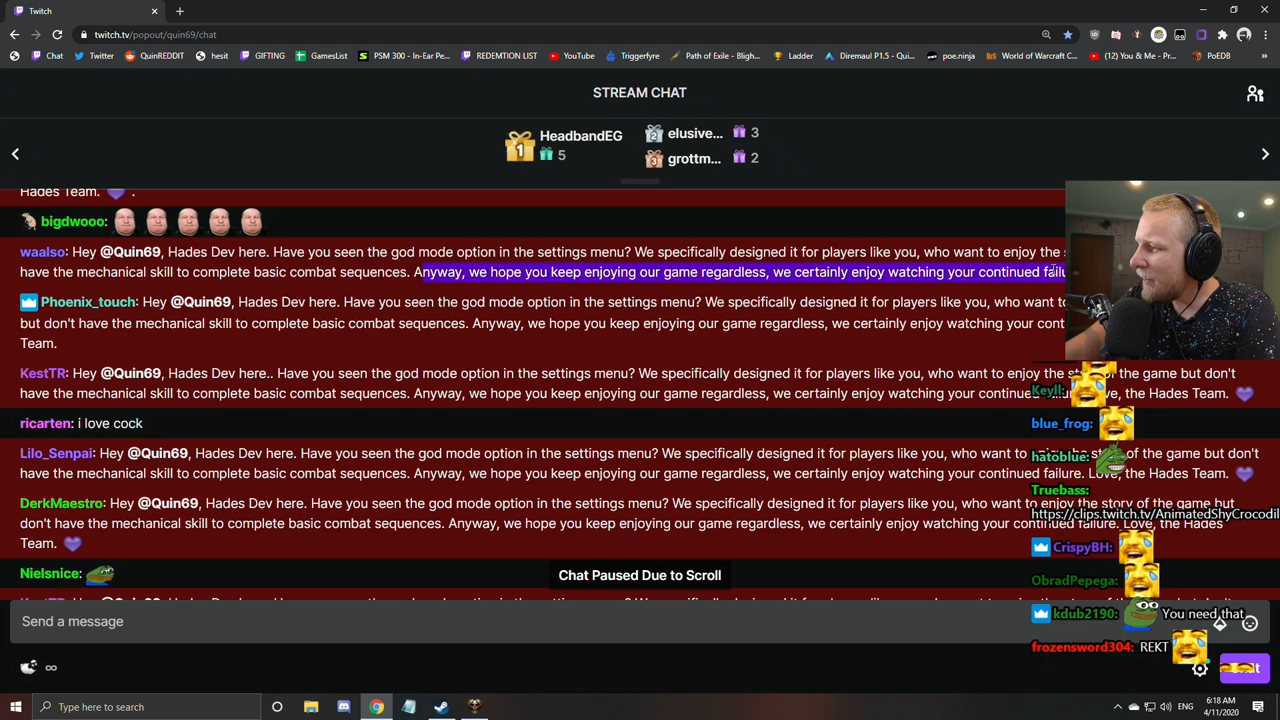 Twitch
twitch.tv/popout/quin69/chat
Chat Twitter QuinREDDIT hesit GIFTING GamesList PSM 300 - In-Ear Pe... REDEMTION LIST YouTube Triggerfyre Path of Exile - Bligh... Ladder Diremaul P1.5 - Qui... poe.ninja World of Warcraft C... (12) You & Me - Pr... PoEDB
STREAM CHAT
HeadbandEG
1
5
elusive... 3
2
grottm... 2
3
Hades Team. .
bigdwooo:
waalso: Hey @Quin69, Hades Dev here. Have you seen the god mode option in the settings menu? We specifically designed it for players like you, who want to enjoy the
have the mechanical skill to complete basic combat sequences. Anyway, we hope you keep enjoying our game regardless, we certainly enjoy watching your continued failu
Phoenix_touch: Hey @Quin69, Hades Dev here. Have you seen the god mode option in the settings menu? We specifically designed it for players like you, who want to
but don't have the mechanical skill to complete basic combat sequences. Anyway, we hope you keep enjoying our game regardless, we certainly enjoy watching your cont
Team.
KestTR: Hey @Quin69, Hades Dev here.. Have you seen the god mode option in the settings menu? We specifically designed it for players like you, who want to enjoy the story of the game but don't
have the mechanical skill to complete basic combat sequences. Anyway, we hope you keep enjoying our game regardless, we certainly enjoy watching your continued failure. Love, the Hades Team.
ricarten: i love cock
Lilo_Senpai: Hey @Quin69, Hades Dev here. Have you seen the god mode option in the settings menu? We specifically designed it for players like you, who want to enjoy the story of the game but don't
have the mechanical skill to complete basic combat sequences. Anyway, we hope you keep enjoying our game regardless, we certainly enjoy watching your continued failure. Love, the Hades Team.
DerkMaestro: Hey @Quin69, Hades Dev here. Have you seen the god mode option in the settings menu? We specifically designed it for players like you, who want to enjoy the story of the game but
don't have the mechanical skill to complete basic combat sequences. Anyway, we hope you keep enjoying our game regardless, we certainly enjoy watching your continued failure. Love, the Hades
Team.
Nielsnice:
Chat Paused Due to Scroll
Send a message
Keyll:
blue_frog:
hatoblue:
Truebass:
https://clips.twitch.tv/AnimatedShyCrocodil
CrispyBH:
ObradPepega:
kdub2190: You need that
frozensword304: REKT
Type here to search
ENG
6:18 AM
4/11/2020